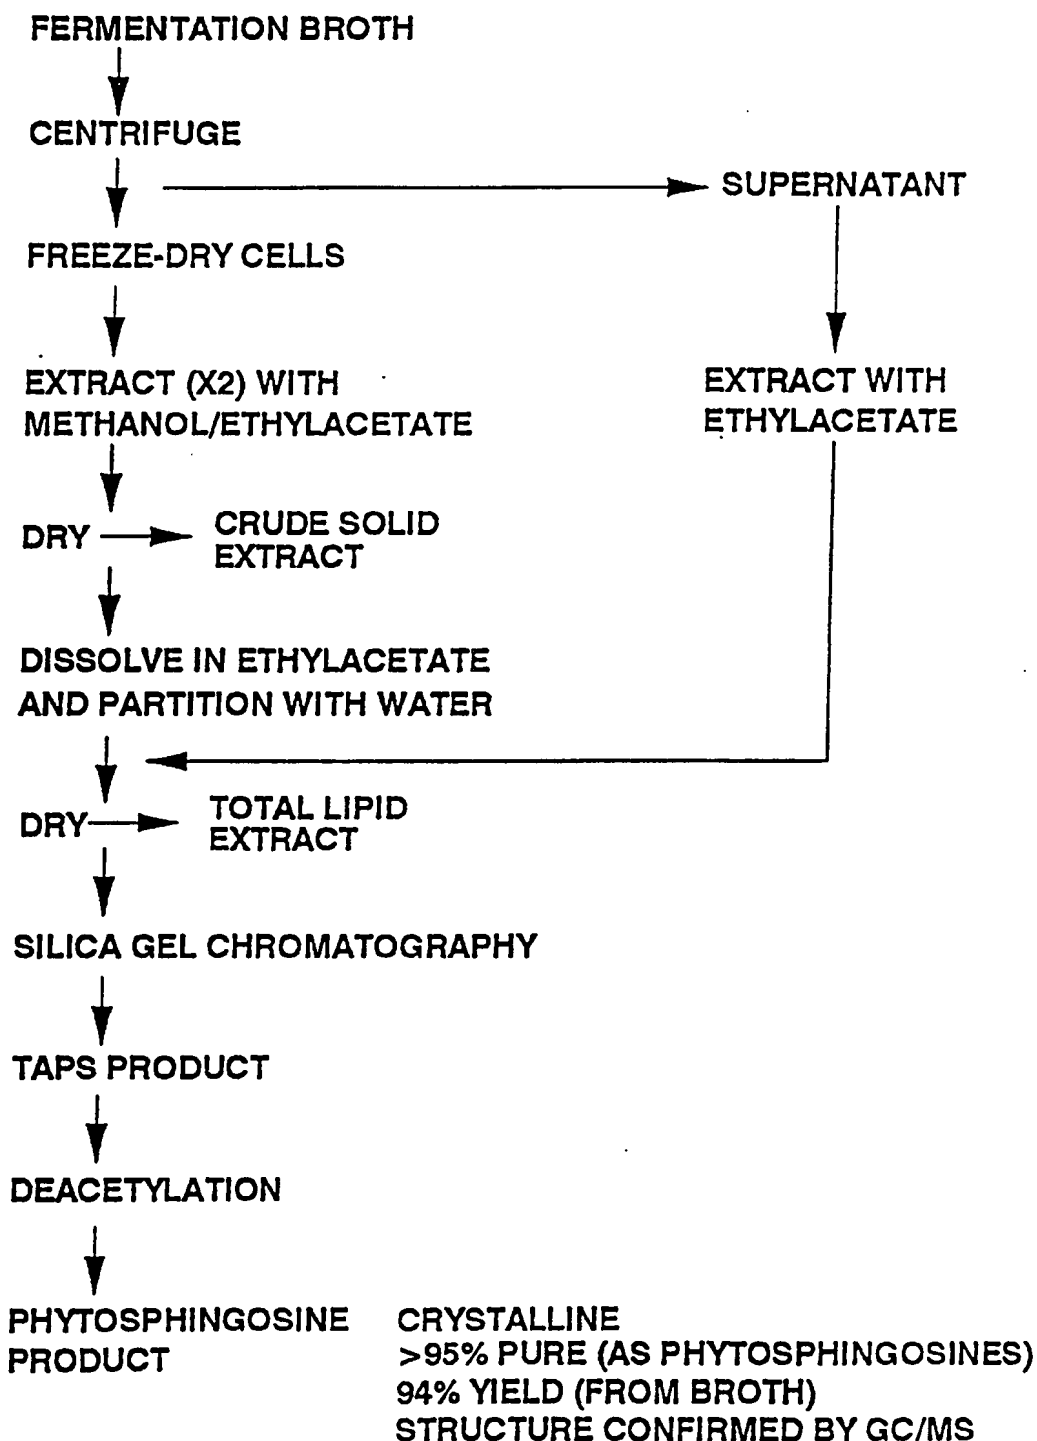 FERMENTATION BROTH
CENTRIFUGE
SUPERNATANT
FREEZE-DRY CELLS
EXTRACT (X2) WITH
METHANOL/ETHYLACETATE
EXTRACT WITH
ETHYLACETATE
DRY
CRUDE SOLID
EXTRACT
DISSOLVE IN ETHYLACETATE
AND PARTITION WITH WATER
DRY
TOTAL LIPID
EXTRACT
SILICA GEL CHROMATOGRAPHY
TAPS PRODUCT
DEACETYLATION
PHYTOSPHINGOSINE
PRODUCT
CRYSTALLINE
>95% PURE (AS PHYTOSPHINGOSINES)
94% YIELD (FROM BROTH)
STRUCTURE CONFIRMED BY GC/MS